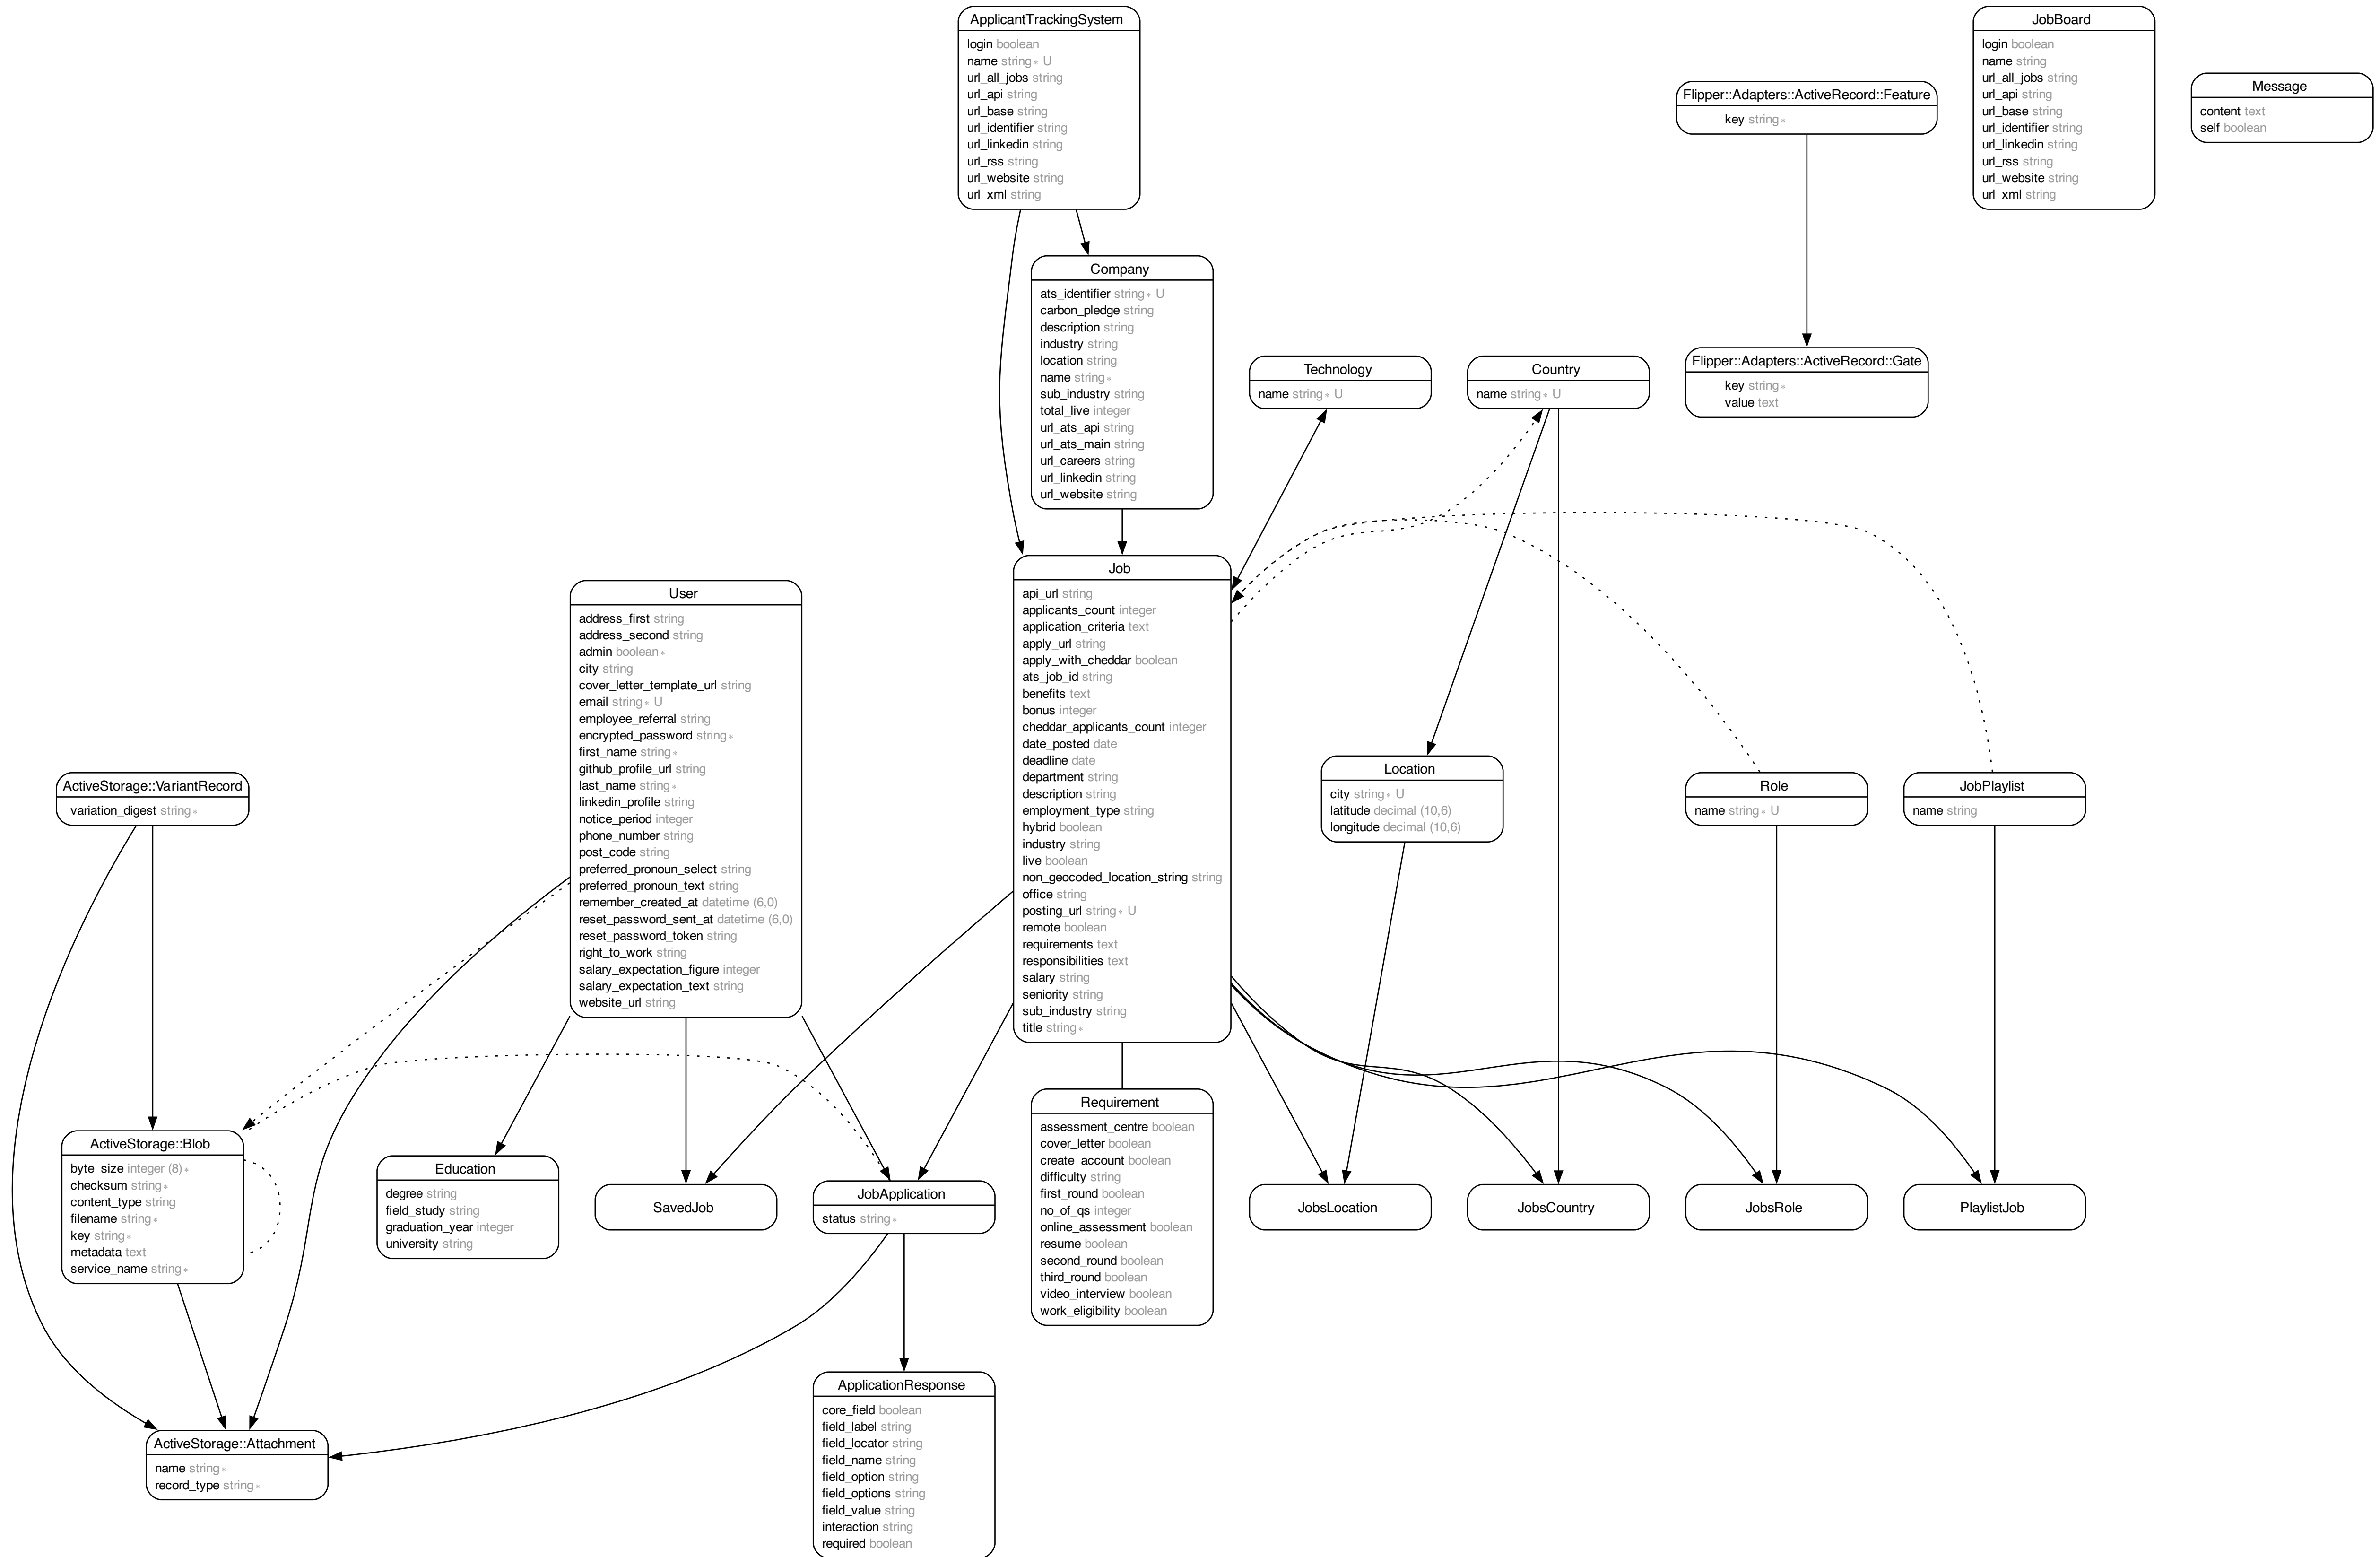 ApplicantTrackingSystem
login boolean
name string∗ U
url_all_jobs string
url_api string
url_base string
url_identifier string
url_linkedin string
url_rss string
url_website string
url_xml string
JobBoard
login boolean
name string
url_all_jobs string
url_api string
url_base string
url_identifier string
url_linkedin string
url_rss string
url_website string
url_xml string
Message
content text
self boolean
Flipper::Adapters::ActiveRecord::Feature
key string∗
Company
ats_identifier string∗ U
carbon_pledge string
description string
industry string
location string
name string∗
sub_industry string
total_live integer
url_ats_api string
url_ats_main string
url_careers string
url_linkedin string
url_website string
Technology
name string∗ U
Country
name string∗ U
Flipper::Adapters::ActiveRecord::Gate
key string∗
value text
User
address_first string
address_second string
admin boolean∗
city string
cover_letter_template_url string
email string∗ U
employee_referral string
encrypted_password string∗
first_name string∗
github_profile_url string
last_name string∗
linkedin_profile string
notice_period integer
phone_number string
post_code string
preferred_pronoun_select string
preferred_pronoun_text string
remember_created_at datetime (6,0)
reset_password_sent_at datetime (6,0)
reset_password_token string
right_to_work string
salary_expectation_figure integer
salary_expectation_text string
website_url string
Job
api_url string
applicants_count integer
application_criteria text
apply_url string
apply_with_cheddar boolean
ats_job_id string
benefits text
bonus integer
cheddar_applicants_count integer
date_posted date
deadline date
department string
description string
employment_type string
hybrid boolean
industry string
live boolean
non_geocoded_location_string string
office string
posting_url string∗ U
remote boolean
requirements text
responsibilities text
salary string
seniority string
sub_industry string
title string∗
Location
city string∗ U
latitude decimal (10,6)
longitude decimal (10,6)
Role
name string∗ U
JobPlaylist
name string
ActiveStorage::VariantRecord
variation_digest string∗
ActiveStorage::Blob
byte_size integer (8)∗
checksum string∗
content_type string
filename string∗
key string∗
metadata text
service_name string∗
Education
degree string
field_study string
graduation_year integer
university string
SavedJob
JobApplication
status string∗
Requirement
assessment_centre boolean
cover_letter boolean
create_account boolean
difficulty string
first_round boolean
no_of_qs integer
online_assessment boolean
resume boolean
second_round boolean
third_round boolean
video_interview boolean
work_eligibility boolean
JobsLocation
JobsCountry
JobsRole
PlaylistJob
ActiveStorage::Attachment
name string∗
record_type string∗
ApplicationResponse
core_field boolean
field_label string
field_locator string
field_name string
field_option string
field_options string
field_value string
interaction string
required boolean